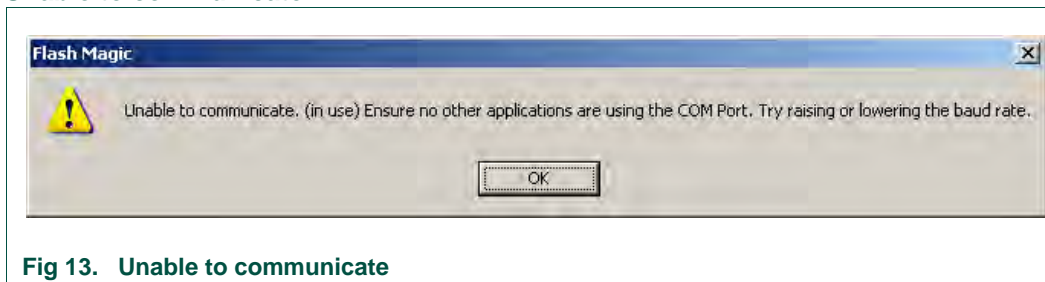 Flash Magic
Unable to communicate. (in use) Ensure no other applications are using the COM Port. Try raising or lowering the baud rate.
OK
Fig 13. Unable to communicate